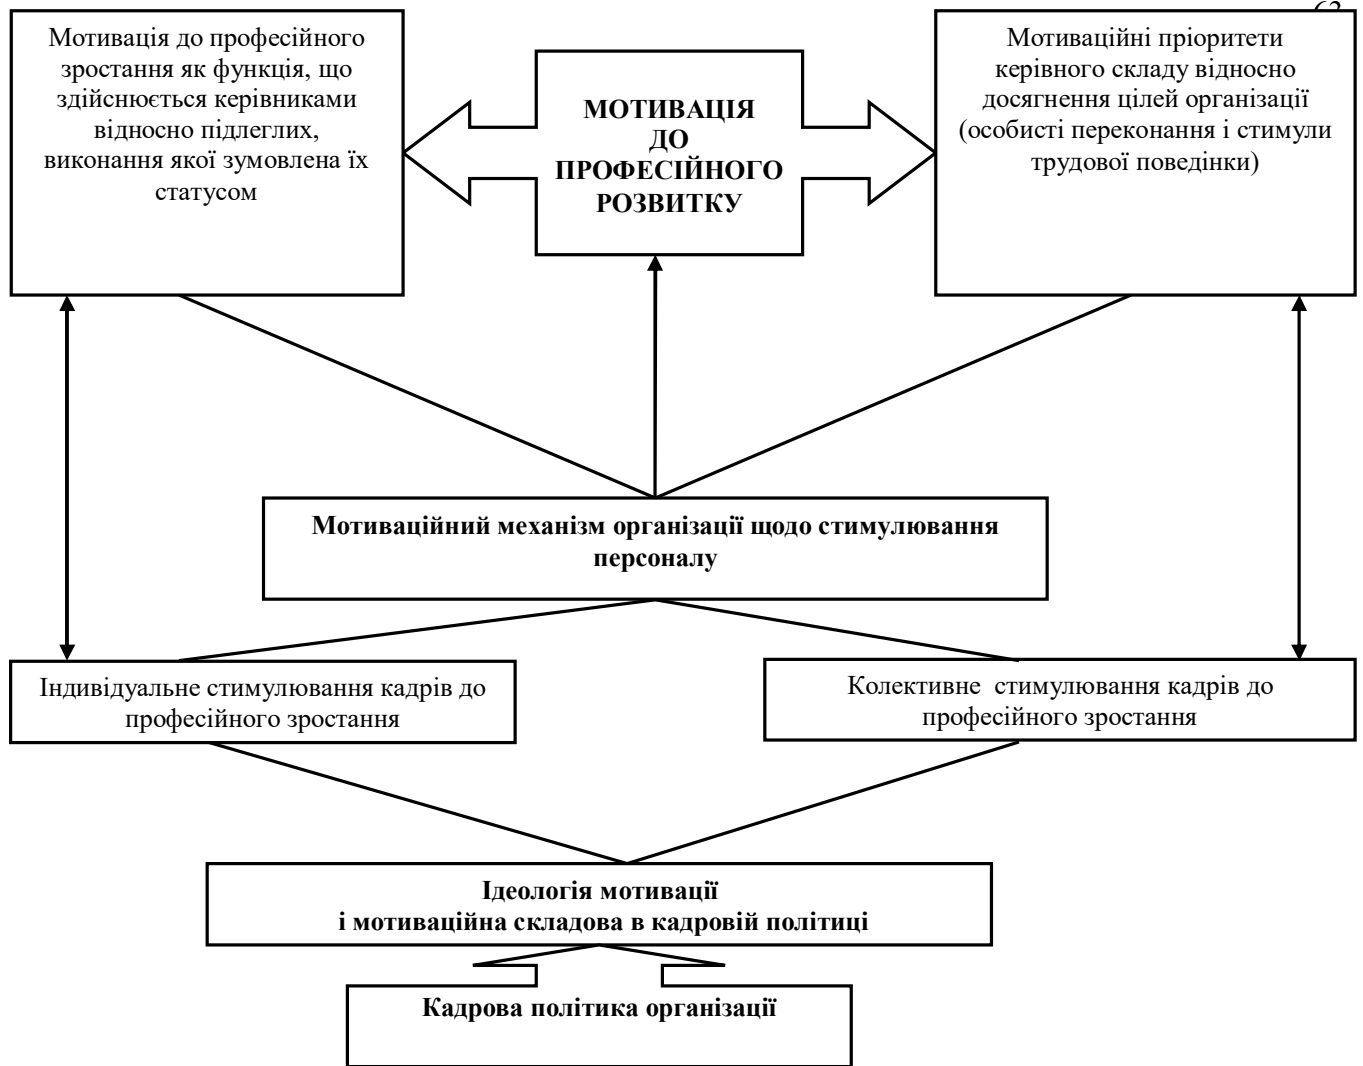 63
Мотивація до професійного
зростання як функція, що
здійснюється керівниками
відносно підлеглих,
виконання якої зумовлена їх
статусом
МОТИВАЦІЯ
ДО
ПРОФЕСІЙНОГО
РОЗВИТКУ
Мотиваційні пріоритети
керівного складу відносно
досягнення цілей організації
(особисті переконання і стимули
трудової поведінки)
Мотиваційний механізм організації щодо стимулювання
персоналу
Індивідуальне стимулювання кадрів до
професійного зростання
Колективне стимулювання кадрів до
професійного зростання
Ідеологія мотивації
і мотиваційна складова в кадровій політиці
Кадрова політика організації